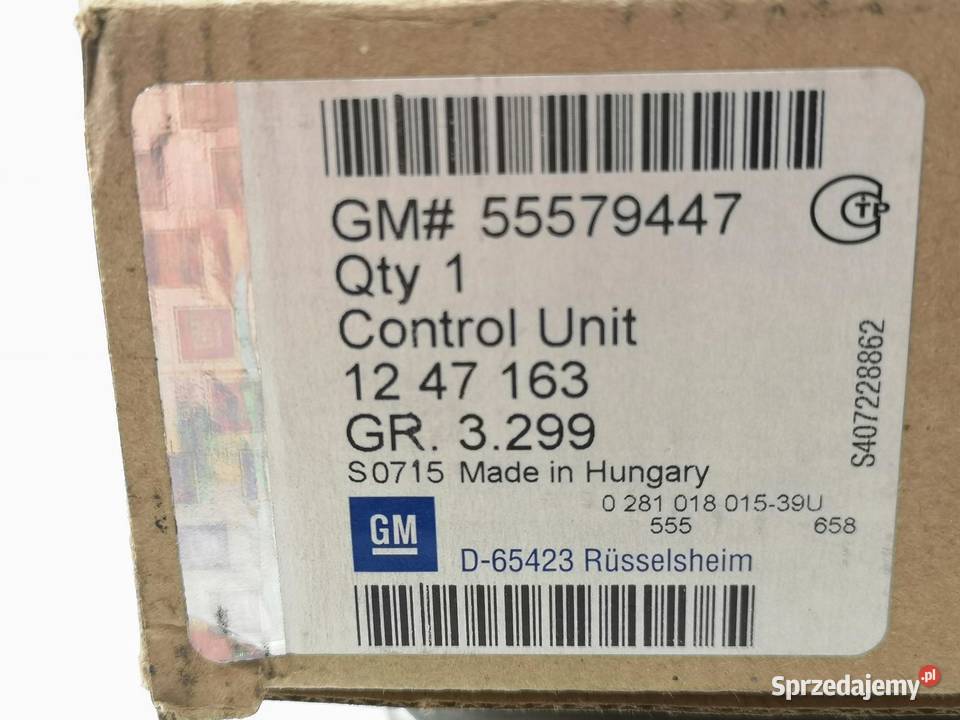 GM# 55579447
Qty 1
Control Unit
12 47 163
GR. 3.299
S0715 Made in Hungary
0 281 018 015-39U
555 658
GM
D-65423 Rüsselsheim
S407228862
Sprzedajemy.pl